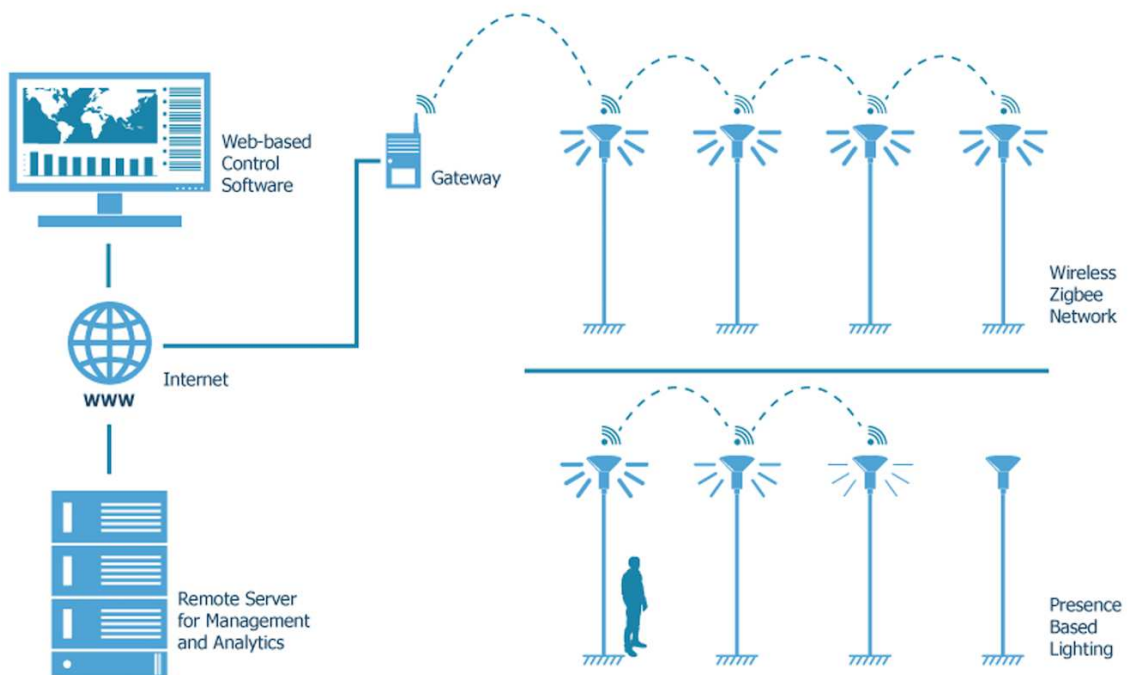 Web-based
Control
Software
Gateway
Wireless
Zigbee
Network
Internet
www
Remote Server
for Management
and Analytics
Presence
Based
Lighting